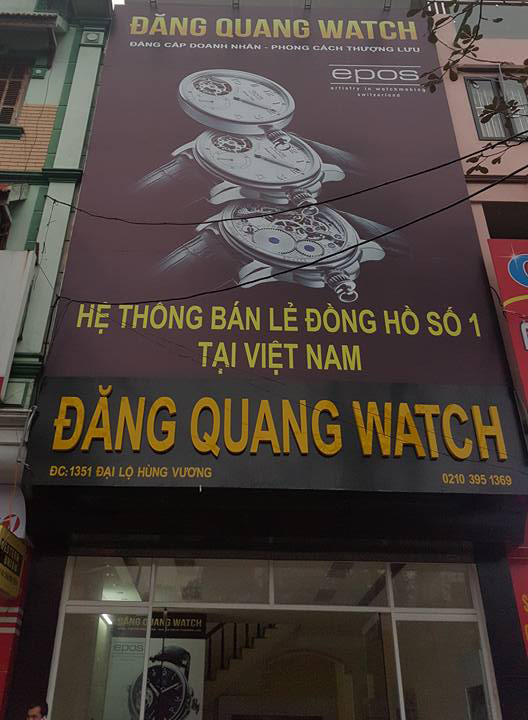 ĐĂNG QUANG WATCH
ĐẲNG CẤP DOANH NHÂN - PHONG CÁCH THƯỢNG LƯU
epos
artistry in watchmaking
switzerland
HỆ THỐNG BÁN LẺ ĐỒNG HỒ SỐ 1
TẠI VIỆT NAM
ĐĂNG QUANG WATCH
ĐC: 1351 ĐẠI LỘ HÙNG VƯƠNG
0210 395 1369
ĐĂNG QUANG WATCH
epos